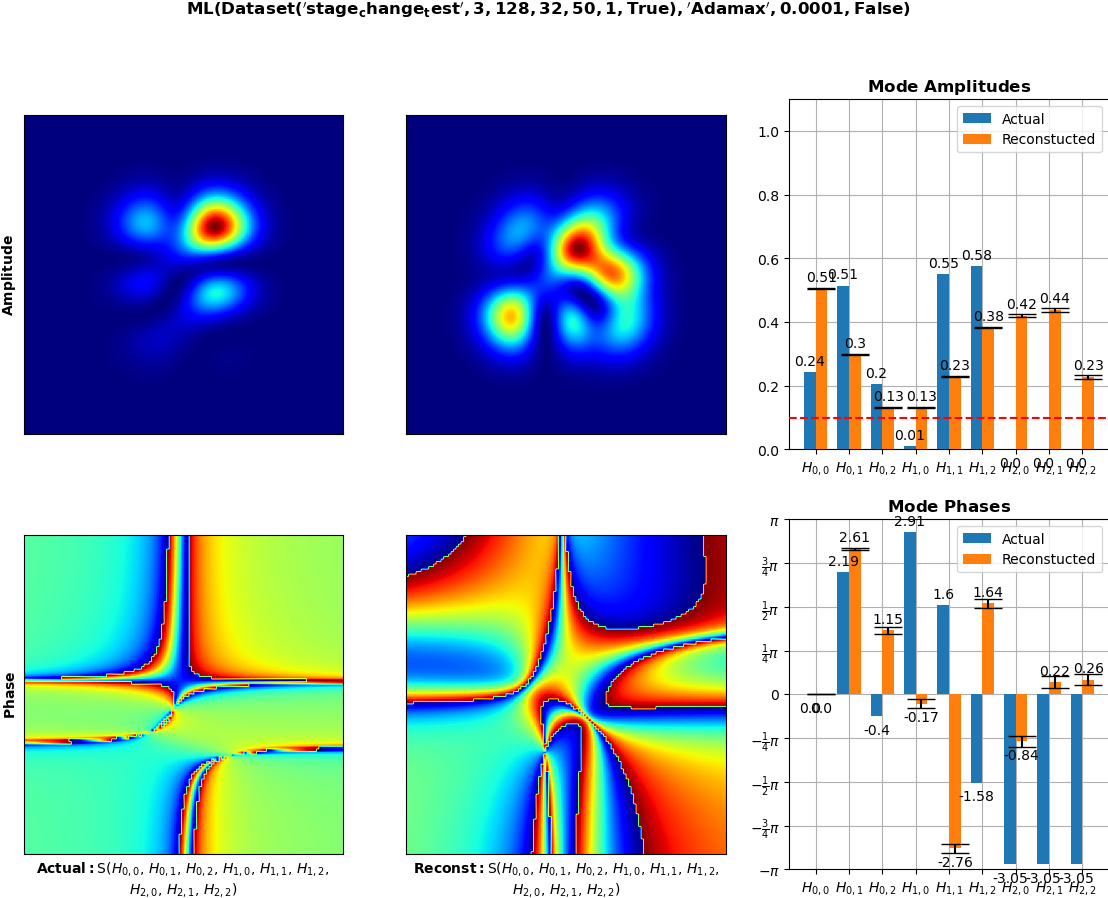 ML(Dataset('stage_change_test', 3, 128, 32, 50, 1, True), 'Adamax', 0.0001, False)
Amplitude
Mode Amplitudes
Actual
Reconstucted
1.0
0.8
0.6
0.4
0.2
0.0
0.24
0.51
0.51
0.3
0.2
0.13
0.01
0.13
0.55
0.23
0.58
0.38
0.0
0.42
0.0
0.44
0.0
0.23
H0,0 H0,1 H0,2 H1,0 H1,1 H1,2 H2,0 H2,1 H2,2
Phase
Mode Phases
Actual
Reconstucted
π
3/4π
1/2π
1/4π
0
−1/4π
−1/2π
−3/4π
−π
0.0
0.0
2.19
2.61
-0.4
1.15
2.91
-0.17
1.6
-2.76
-1.58
1.64
-3.05
-0.84
-3.05
0.22
-3.05
0.26
H0,0 H0,1 H0,2 H1,0 H1,1 H1,2 H2,0 H2,1 H2,2
Actual: S(H0,0, H0,1, H0,2, H1,0, H1,1, H1,2,
H2,0, H2,1, H2,2)
Reconst: S(H0,0, H0,1, H0,2, H1,0, H1,1, H1,2,
H2,0, H2,1, H2,2)